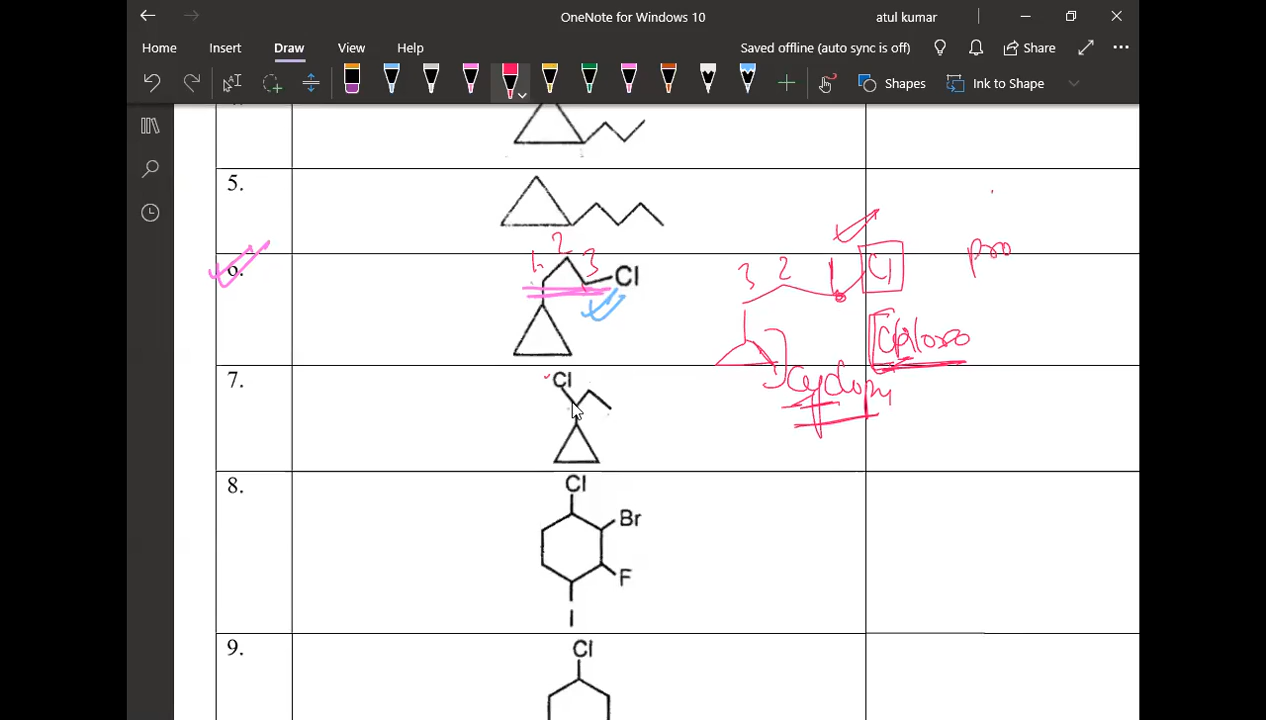 OneNote for Windows 10
atul kumar
Home Insert Draw View Help
Saved offline (auto sync is off)
Share
Shapes
Ink to Shape
5.
6.
1 2 3
Cl
3 2 1
Cl
pro
Chloro
7.
Cl
Cyclopr
8.
Cl
Br
F
I
9.
Cl